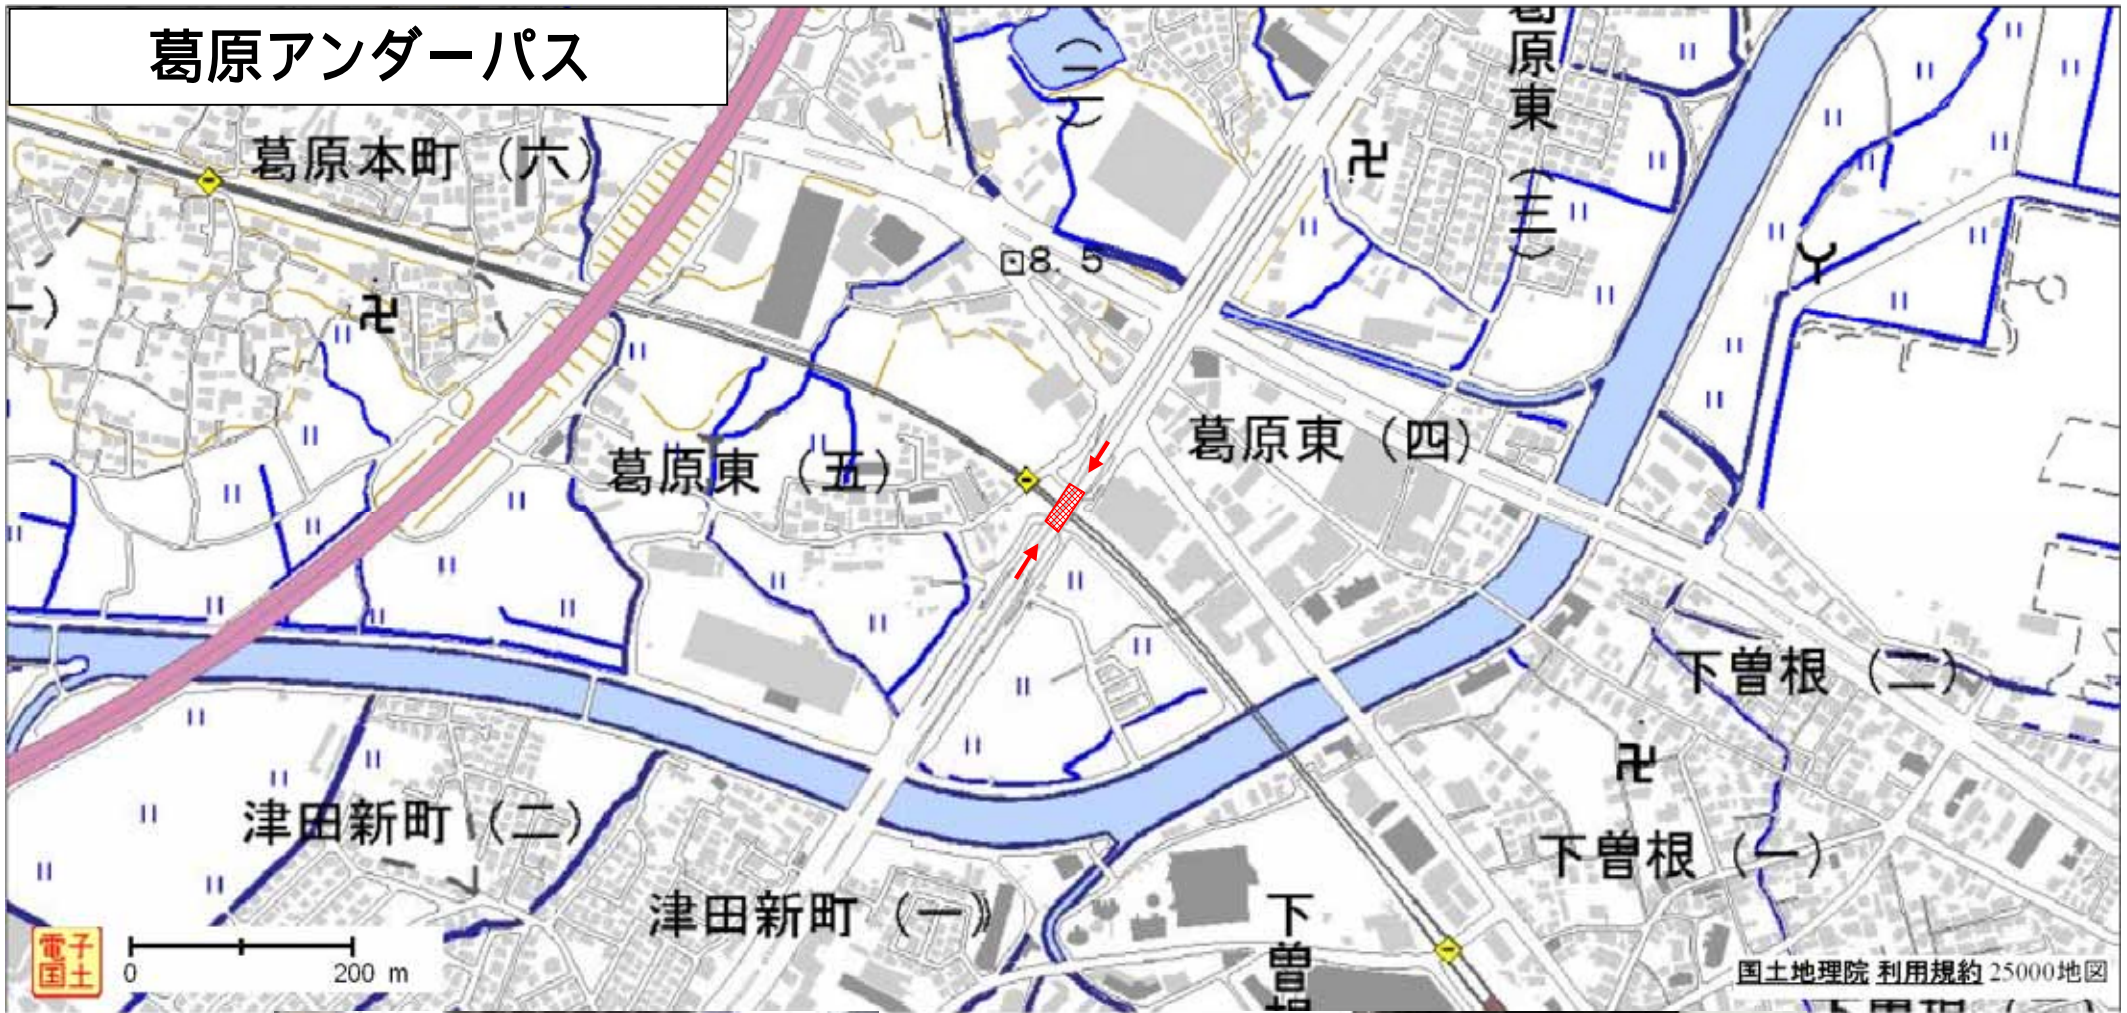 葛原アンダーパス
葛原本町（六）
（二）
葛原東（三）
8.5
葛原東（四）
葛原東（五）
下曽根（二）
津田新町（二）
下曽根（一）
津田新町（一）
下曽根
電子国土
0
200 m
国土地理院 利用規約 25000地図